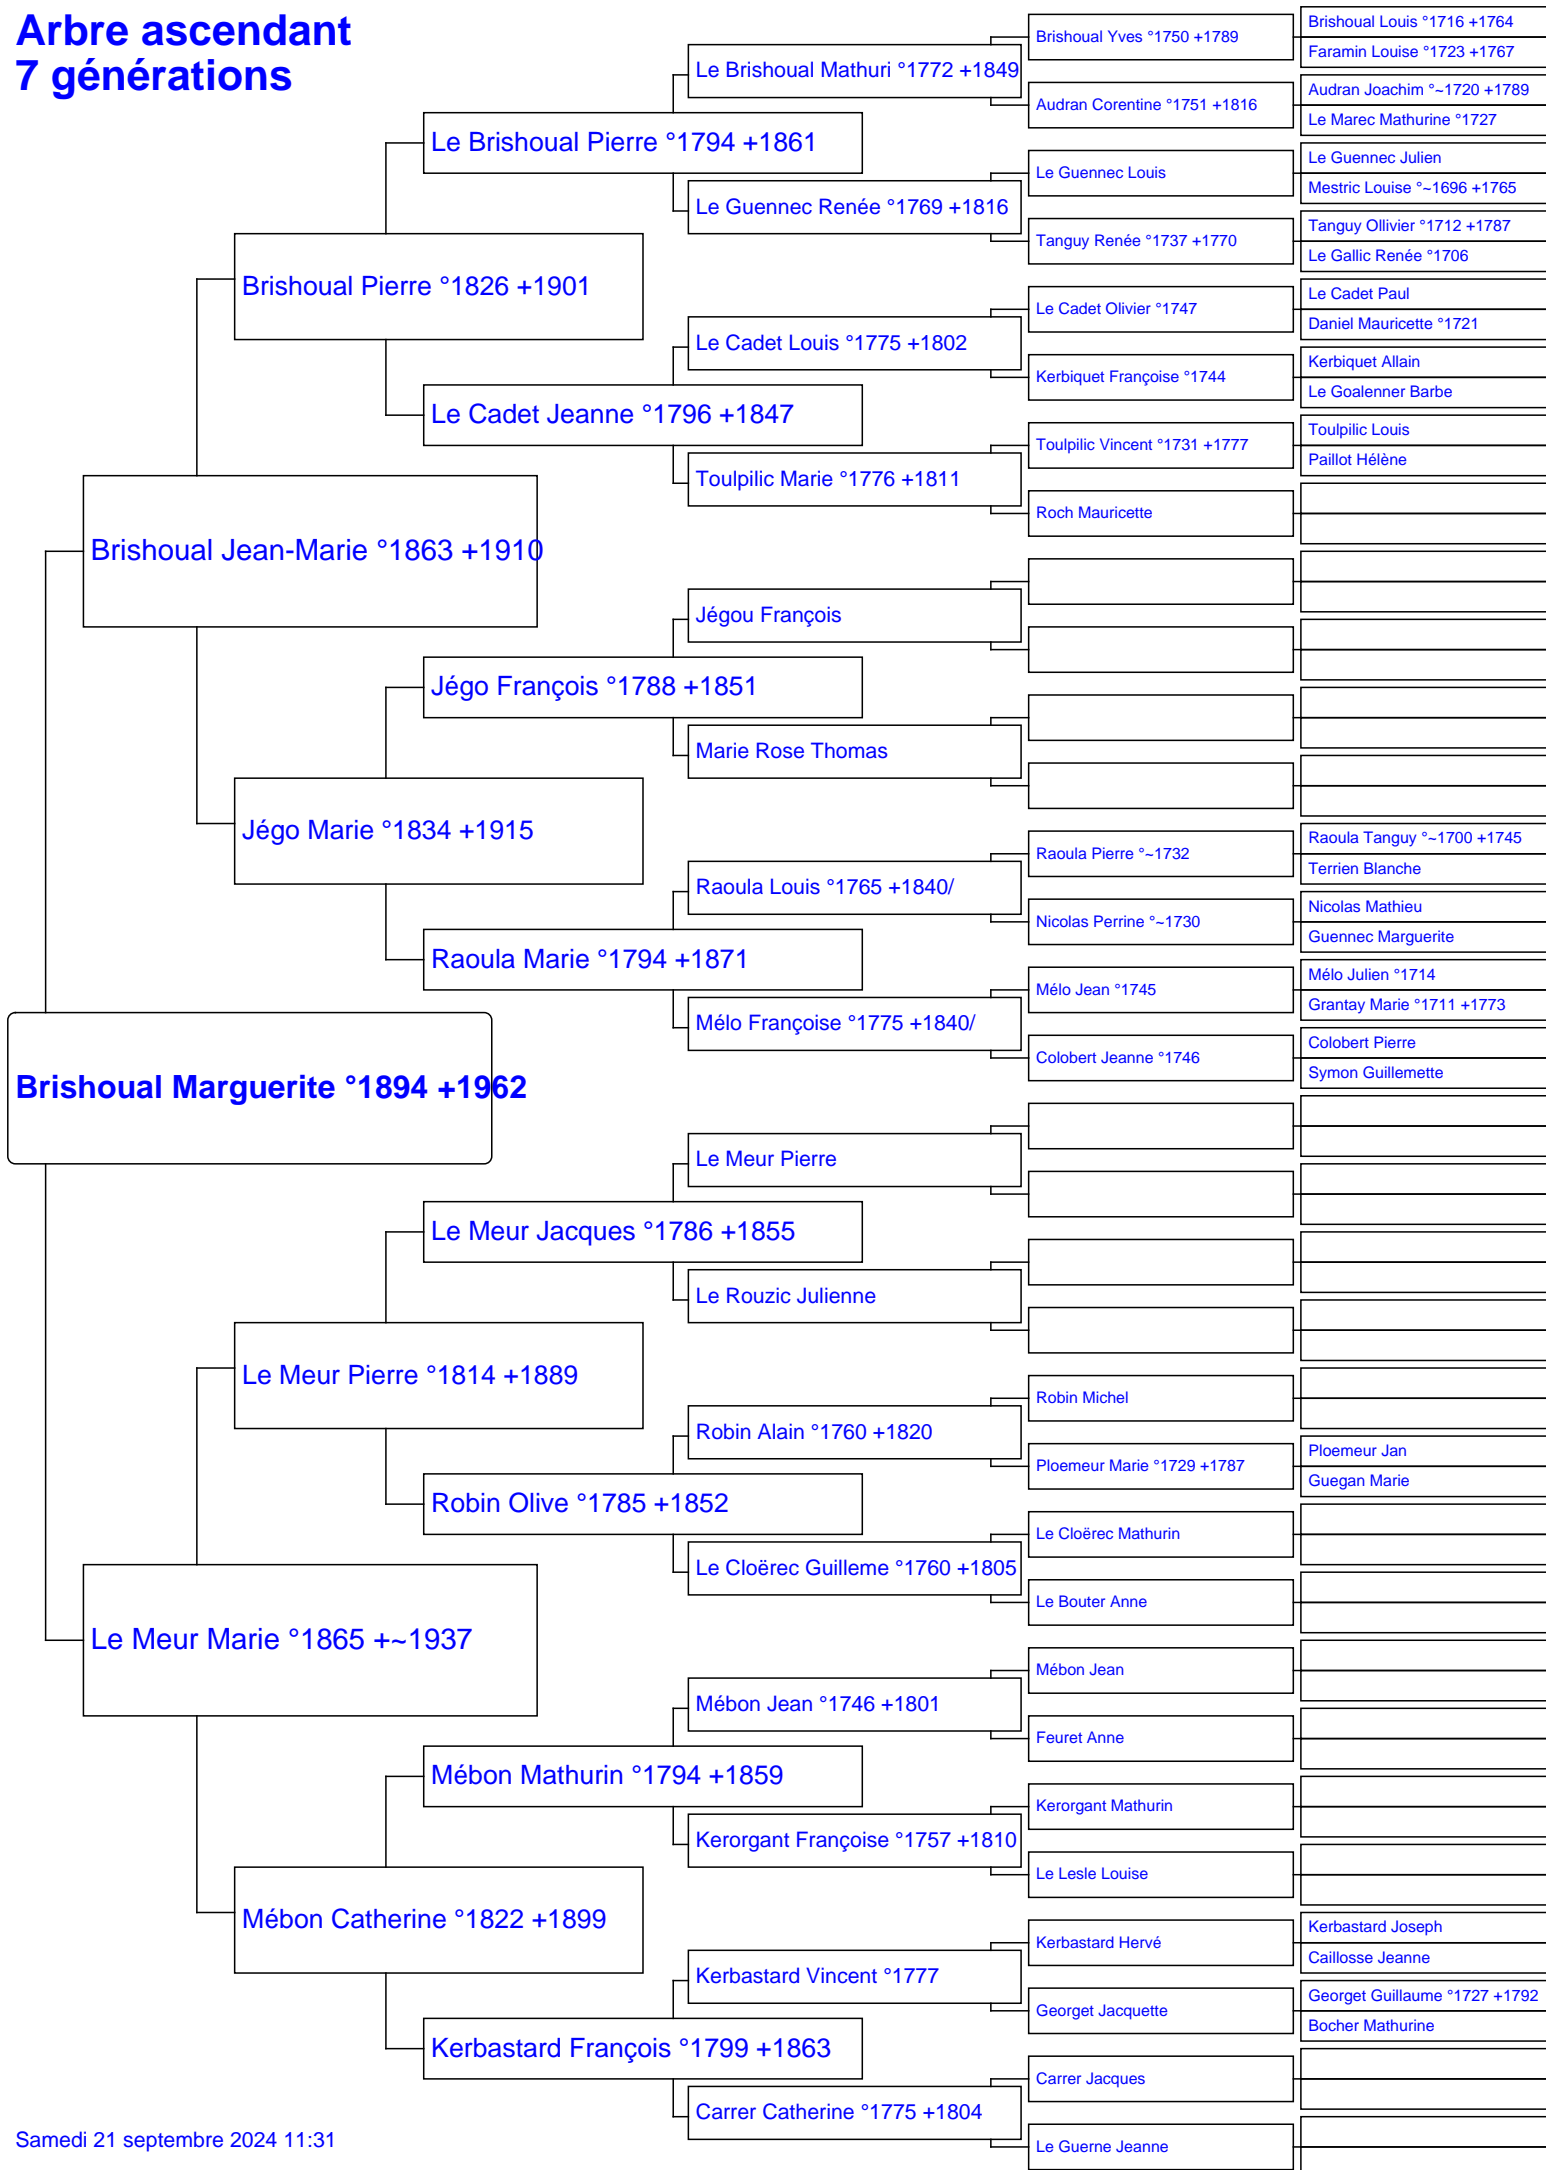 Arbre ascendant
7 générations
Brishoual Marguerite °1894 +1962
Brishoual Jean-Marie °1863 +1910
Le Meur Marie °1865 +~1937
Brishoual Pierre °1826 +1901
Jégo Marie °1834 +1915
Le Meur Pierre °1814 +1889
Mébon Catherine °1822 +1899
Le Brishoual Pierre °1794 +1861
Le Cadet Jeanne °1796 +1847
Jégo François °1788 +1851
Raoula Marie °1794 +1871
Le Meur Jacques °1786 +1855
Robin Olive °1785 +1852
Mébon Mathurin °1794 +1859
Kerbastard François °1799 +1863
Le Brishoual Mathuri °1772 +1849
Le Guennec Renée °1769 +1816
Le Cadet Louis °1775 +1802
Toulpilic Marie °1776 +1811
Jégou François
Marie Rose Thomas
Raoula Louis °1765 +1840/
Mélo Françoise °1775 +1840/
Le Meur Pierre
Le Rouzic Julienne
Robin Alain °1760 +1820
Le Cloërec Guilleme °1760 +1805
Mébon Jean °1746 +1801
Kerorgant Françoise °1757 +1810
Kerbastard Vincent °1777
Carrer Catherine °1775 +1804
Brishoual Yves °1750 +1789
Audran Corentine °1751 +1816
Le Guennec Louis
Tanguy Renée °1737 +1770
Le Cadet Olivier °1747
Kerbiquet Françoise °1744
Toulpilic Vincent °1731 +1777
Roch Mauricette
Raoula Pierre °~1732
Nicolas Perrine °~1730
Mélo Jean °1745
Colobert Jeanne °1746
Robin Michel
Ploemeur Marie °1729 +1787
Le Cloërec Mathurin
Le Bouter Anne
Mébon Jean
Feuret Anne
Kerorgant Mathurin
Le Lesle Louise
Kerbastard Hervé
Georget Jacquette
Carrer Jacques
Le Guerne Jeanne
Brishoual Louis °1716 +1764
Faramin Louise °1723 +1767
Audran Joachim °~1720 +1789
Le Marec Mathurine °1727
Le Guennec Julien
Mestric Louise °~1696 +1765
Tanguy Ollivier °1712 +1787
Le Gallic Renée °1706
Le Cadet Paul
Daniel Mauricette °1721
Kerbiquet Allain
Le Goalenner Barbe
Toulpilic Louis
Paillot Hélène
Raoula Tanguy °~1700 +1745
Terrien Blanche
Nicolas Mathieu
Guennec Marguerite
Mélo Julien °1714
Grantay Marie °1711 +1773
Colobert Pierre
Symon Guillemette
Ploemeur Jan
Guegan Marie
Kerbastard Joseph
Caillosse Jeanne
Georget Guillaume °1727 +1792
Bocher Mathurine
Samedi 21 septembre 2024 11:31